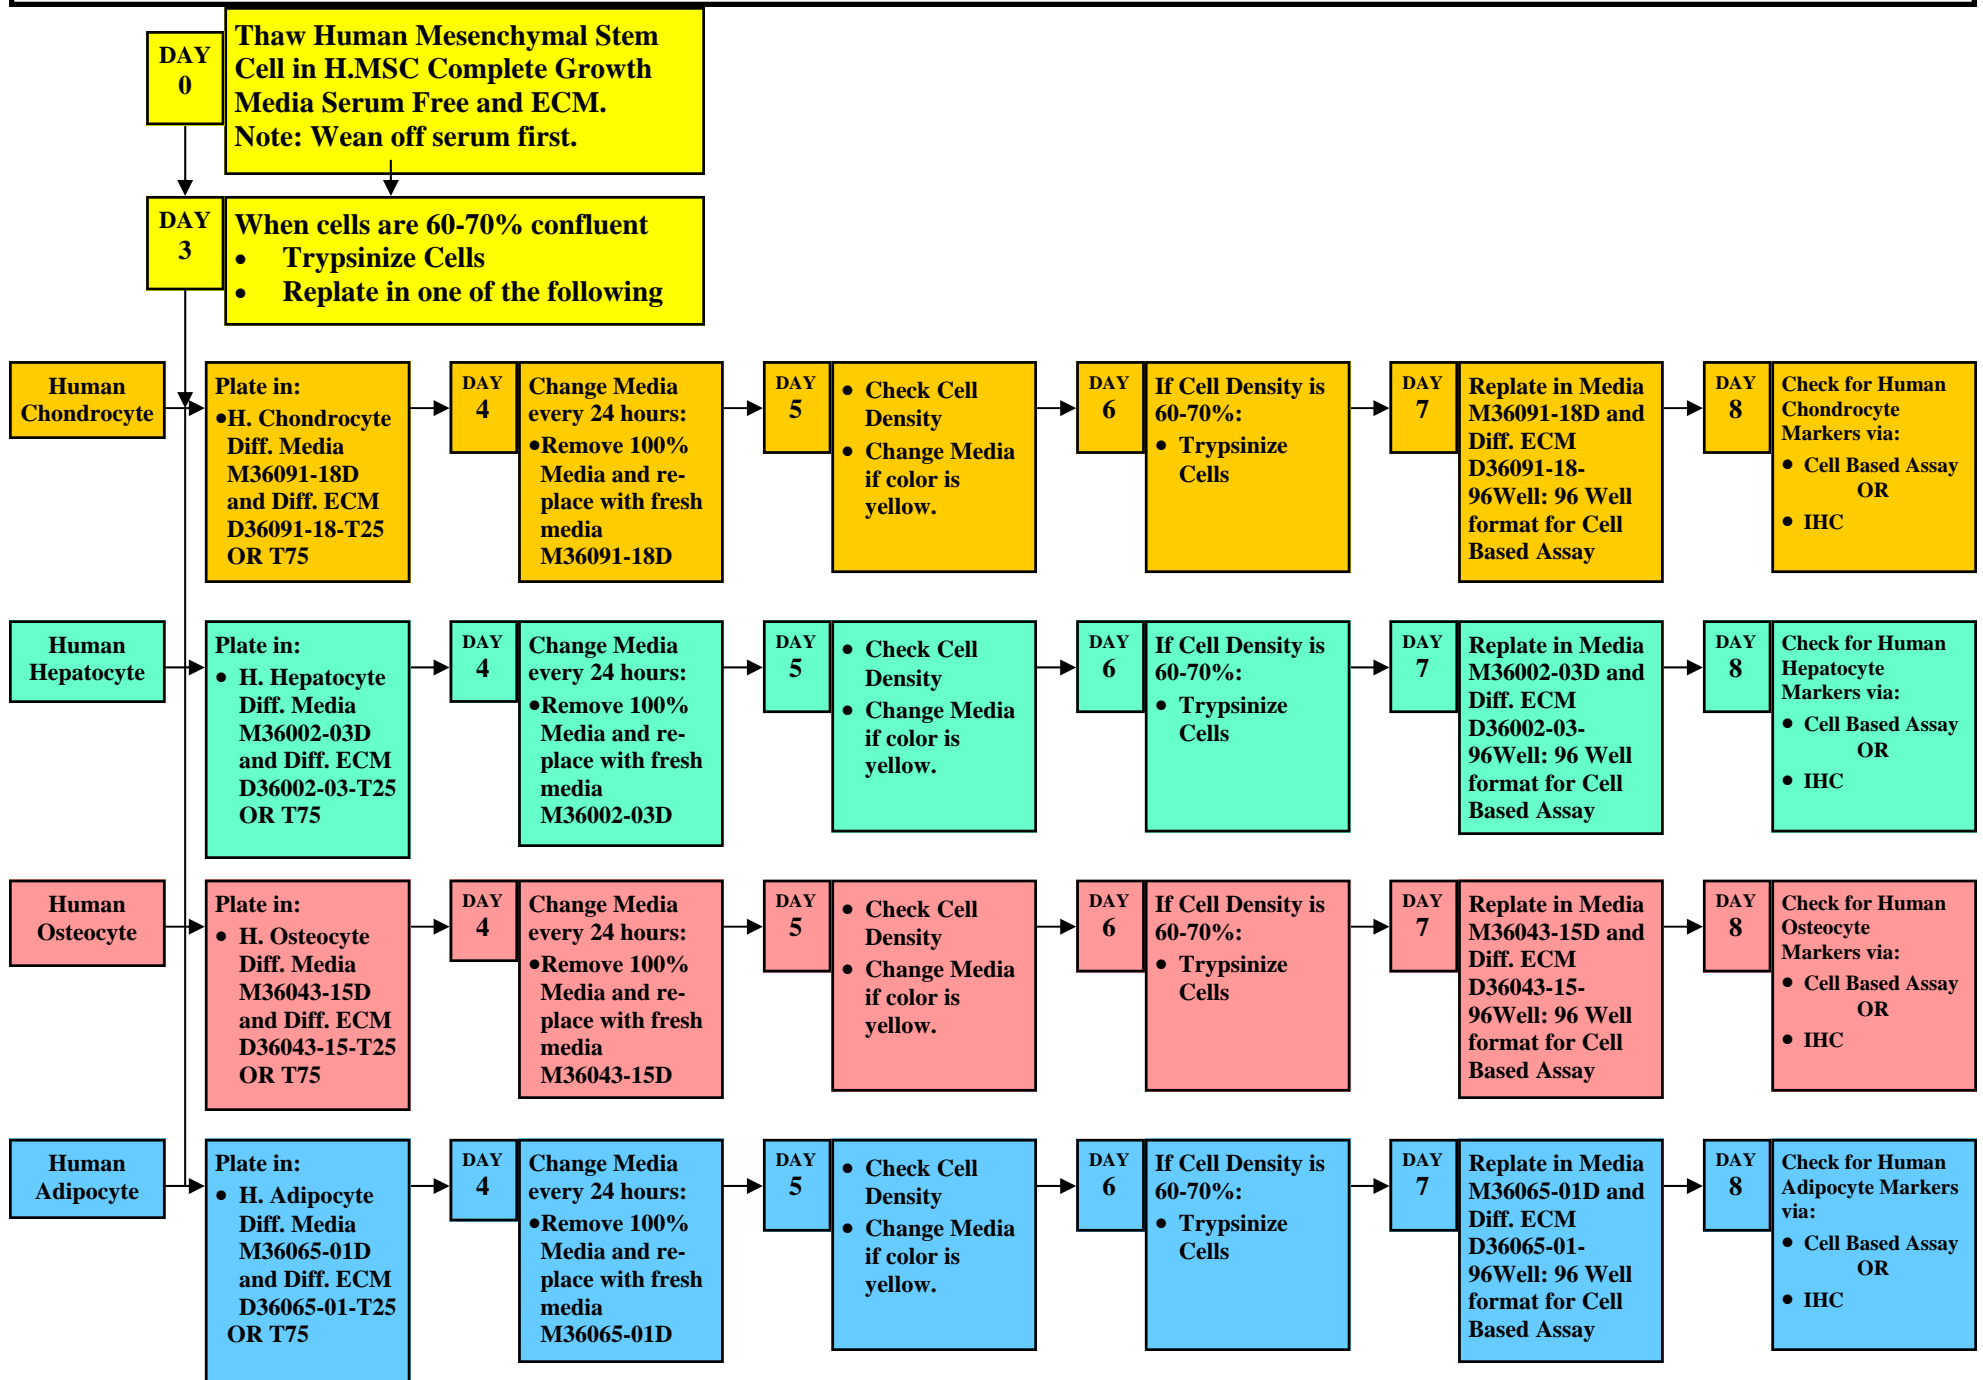 DAY
0
Thaw Human Mesenchymal Stem
Cell in H.MSC Complete Growth
Media Serum Free and ECM.
Note: Wean off serum first.
DAY
3
When cells are 60-70% confluent
• Trypsinize Cells
• Replate in one of the following
Human
Chondrocyte
Plate in:
•H. Chondrocyte
Diff. Media
M36091-18D
and Diff. ECM
D36091-18-T25
OR T75
DAY
4
Change Media
every 24 hours:
•Remove 100%
Media and re-
place with fresh
media
M36091-18D
DAY
5
• Check Cell
Density
• Change Media
if color is
yellow.
DAY
6
If Cell Density is
60-70%:
• Trypsinize
Cells
DAY
7
Replate in Media
M36091-18D and
Diff. ECM
D36091-18-
96Well: 96 Well
format for Cell
Based Assay
DAY
8
Check for Human
Chondrocyte
Markers via:
• Cell Based Assay
OR
• IHC
Human
Hepatocyte
Plate in:
• H. Hepatocyte
Diff. Media
M36002-03D
and Diff. ECM
D36002-03-T25
OR T75
DAY
4
Change Media
every 24 hours:
•Remove 100%
Media and re-
place with fresh
media
M36002-03D
DAY
5
• Check Cell
Density
• Change Media
if color is
yellow.
DAY
6
If Cell Density is
60-70%:
• Trypsinize
Cells
DAY
7
Replate in Media
M36002-03D and
Diff. ECM
D36002-03-
96Well: 96 Well
format for Cell
Based Assay
DAY
8
Check for Human
Hepatocyte
Markers via:
• Cell Based Assay
OR
• IHC
Human
Osteocyte
Plate in:
• H. Osteocyte
Diff. Media
M36043-15D
and Diff. ECM
D36043-15-T25
OR T75
DAY
4
Change Media
every 24 hours:
•Remove 100%
Media and re-
place with fresh
media
M36043-15D
DAY
5
• Check Cell
Density
• Change Media
if color is
yellow.
DAY
6
If Cell Density is
60-70%:
• Trypsinize
Cells
DAY
7
Replate in Media
M36043-15D and
Diff. ECM
D36043-15-
96Well: 96 Well
format for Cell
Based Assay
DAY
8
Check for Human
Osteocyte
Markers via:
• Cell Based Assay
OR
• IHC
Human
Adipocyte
Plate in:
• H. Adipocyte
Diff. Media
M36065-01D
and Diff. ECM
D36065-01-T25
OR T75
DAY
4
Change Media
every 24 hours:
•Remove 100%
Media and re-
place with fresh
media
M36065-01D
DAY
5
• Check Cell
Density
• Change Media
if color is
yellow.
DAY
6
If Cell Density is
60-70%:
• Trypsinize
Cells
DAY
7
Replate in Media
M36065-01D and
Diff. ECM
D36065-01-
96Well: 96 Well
format for Cell
Based Assay
DAY
8
Check for Human
Adipocyte Markers
via:
• Cell Based Assay
OR
• IHC